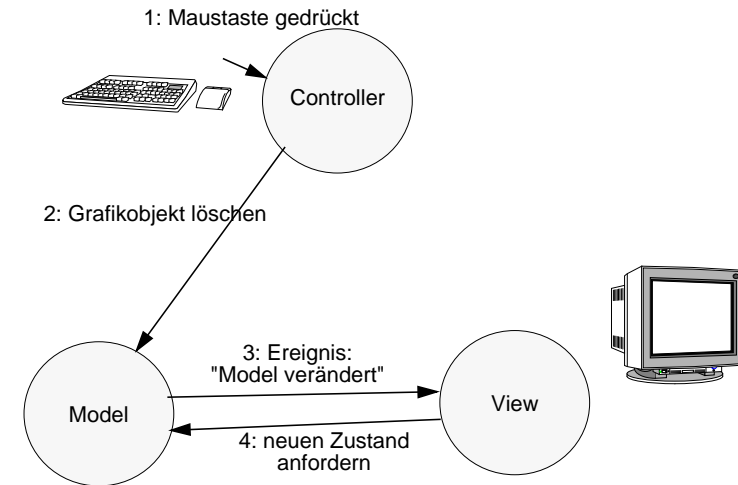 1: Maustaste gedrückt
Controller
2: Grafikobjekt löschen
3: Ereignis:
"Model verändert"
Model
View
4: neuen Zustand
anfordern